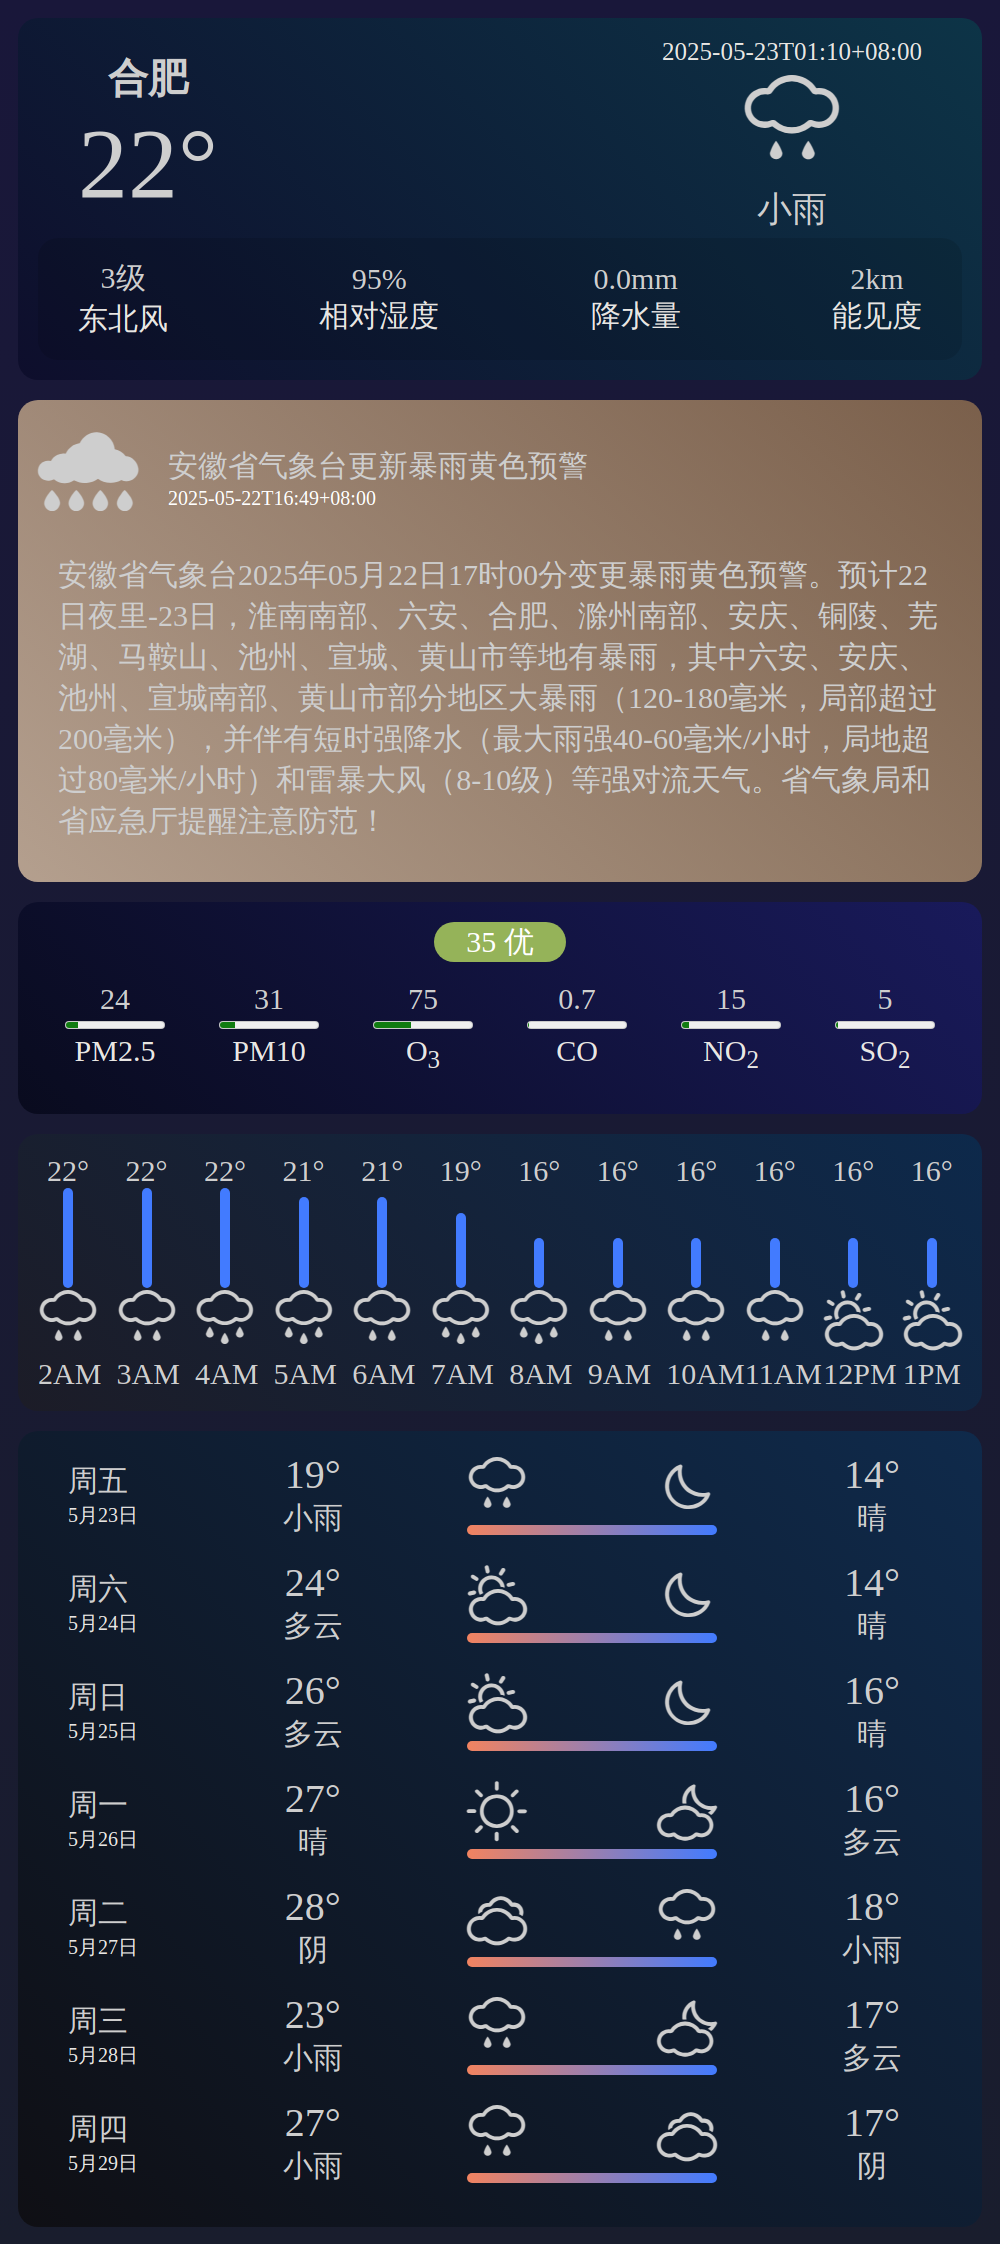 合肥
22°
2025-05-23T01:10+08:00
小雨
3级 95% 0.0mm 2km
东北风 相对湿度 降水量 能见度
安徽省气象台更新暴雨黄色预警
2025-05-22T16:49+08:00
安徽省气象台2025年05月22日17时00分变更暴雨黄色预警。预计22
日夜里-23日，淮南南部、六安、合肥、滁州南部、安庆、铜陵、芜
湖、马鞍山、池州、宣城、黄山市等地有暴雨，其中六安、安庆、
池州、宣城南部、黄山市部分地区大暴雨（120-180毫米，局部超过
200毫米），并伴有短时强降水（最大雨强40-60毫米/小时，局地超
过80毫米/小时）和雷暴大风（8-10级）等强对流天气。省气象局和
省应急厅提醒注意防范！
35 优
24 31 75 0.7 15 5
PM2.5 PM10 O3 CO NO2 SO2
22° 22° 22° 21° 21° 19° 16° 16° 16° 16° 16° 16°
2AM 3AM 4AM 5AM 6AM 7AM 8AM 9AM 10AM 11AM 12PM 1PM
周五 19° 14°
5月23日 小雨 晴
周六 24° 14°
5月24日 多云 晴
周日 26° 16°
5月25日 多云 晴
周一 27° 16°
5月26日 晴 多云
周二 28° 18°
5月27日 阴 小雨
周三 23° 17°
5月28日 小雨 多云
周四 27° 17°
5月29日 小雨 阴